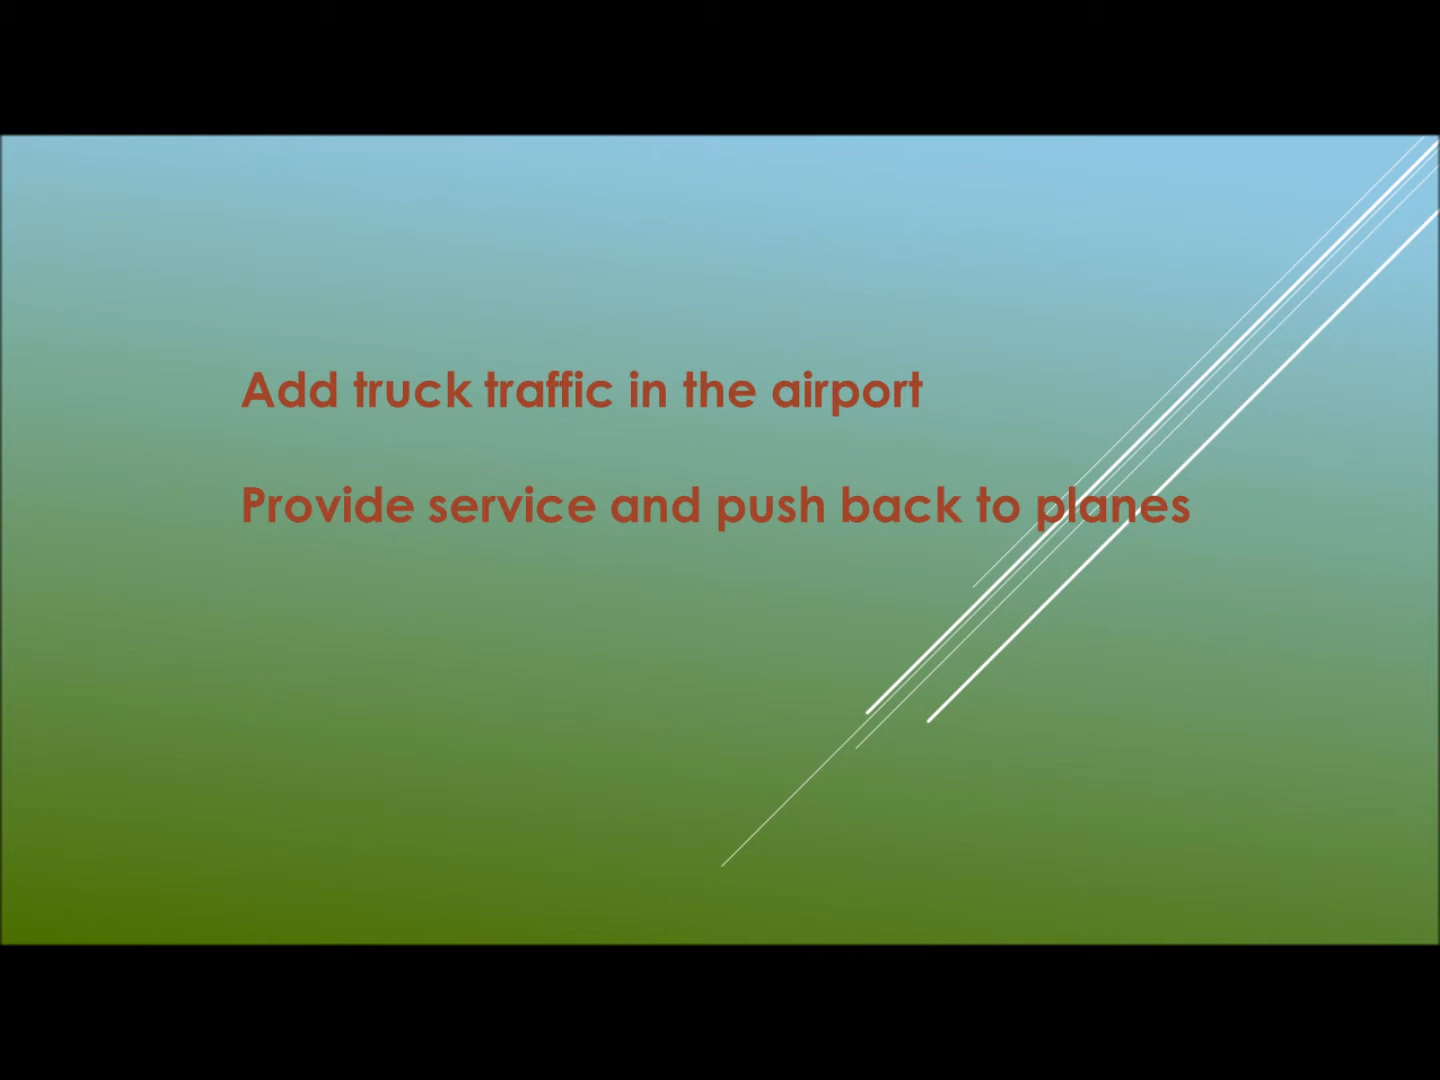 Add truck traffic in the airport
Provide service and push back to planes